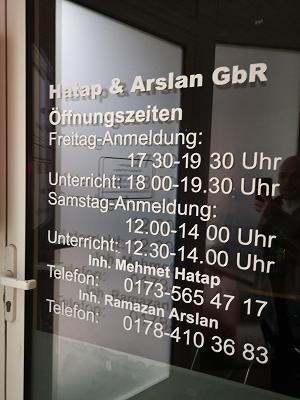 Hatap & Arslan GbR
Öffnungszeiten
Freitag-Anmeldung:
17 30-19 30 Uhr
Unterricht: 18 00-19.30 Uhr
Samstag-Anmeldung:
12.00-14 00 Uhr
Unterricht: 12.30-14.00 Uhr
Inh. Mehmet Hatap
Telefon: 0173-565 47 17
Inh. Ramazan Arslan
Telefon: 0178-410 36 83